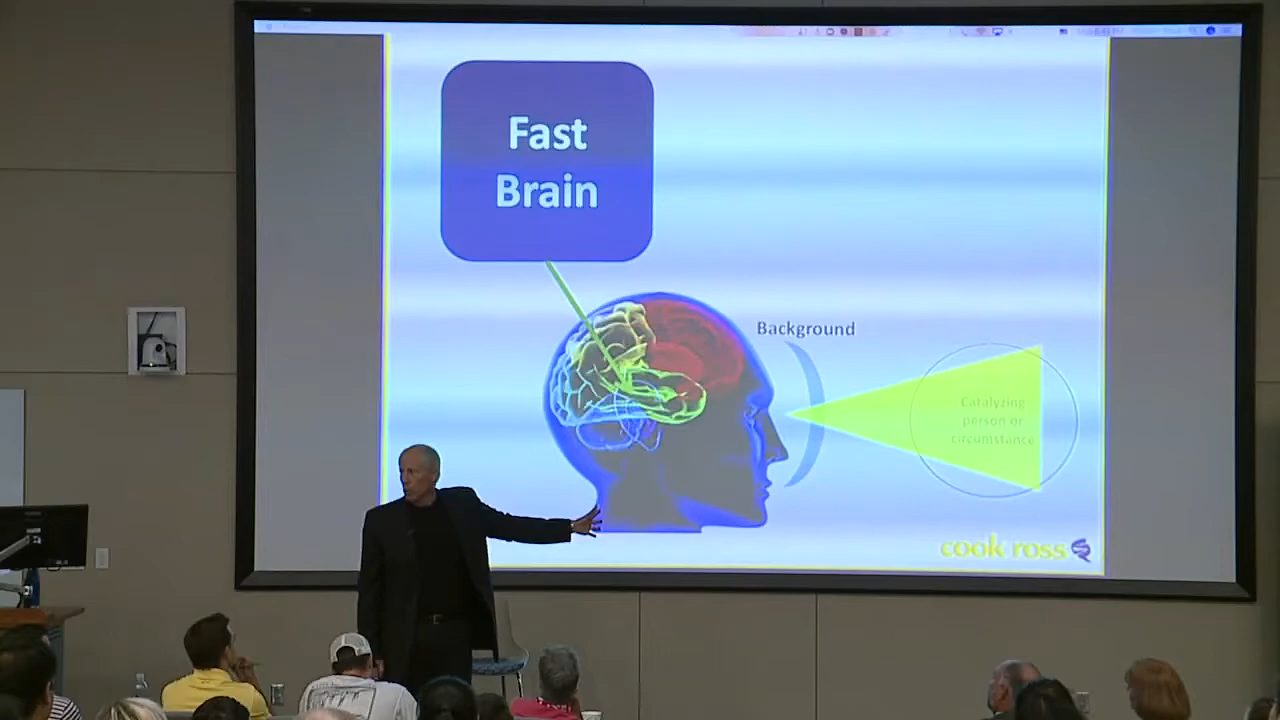 Fast
Brain
Background
Catalyzing
person or
circumstance
cook ross